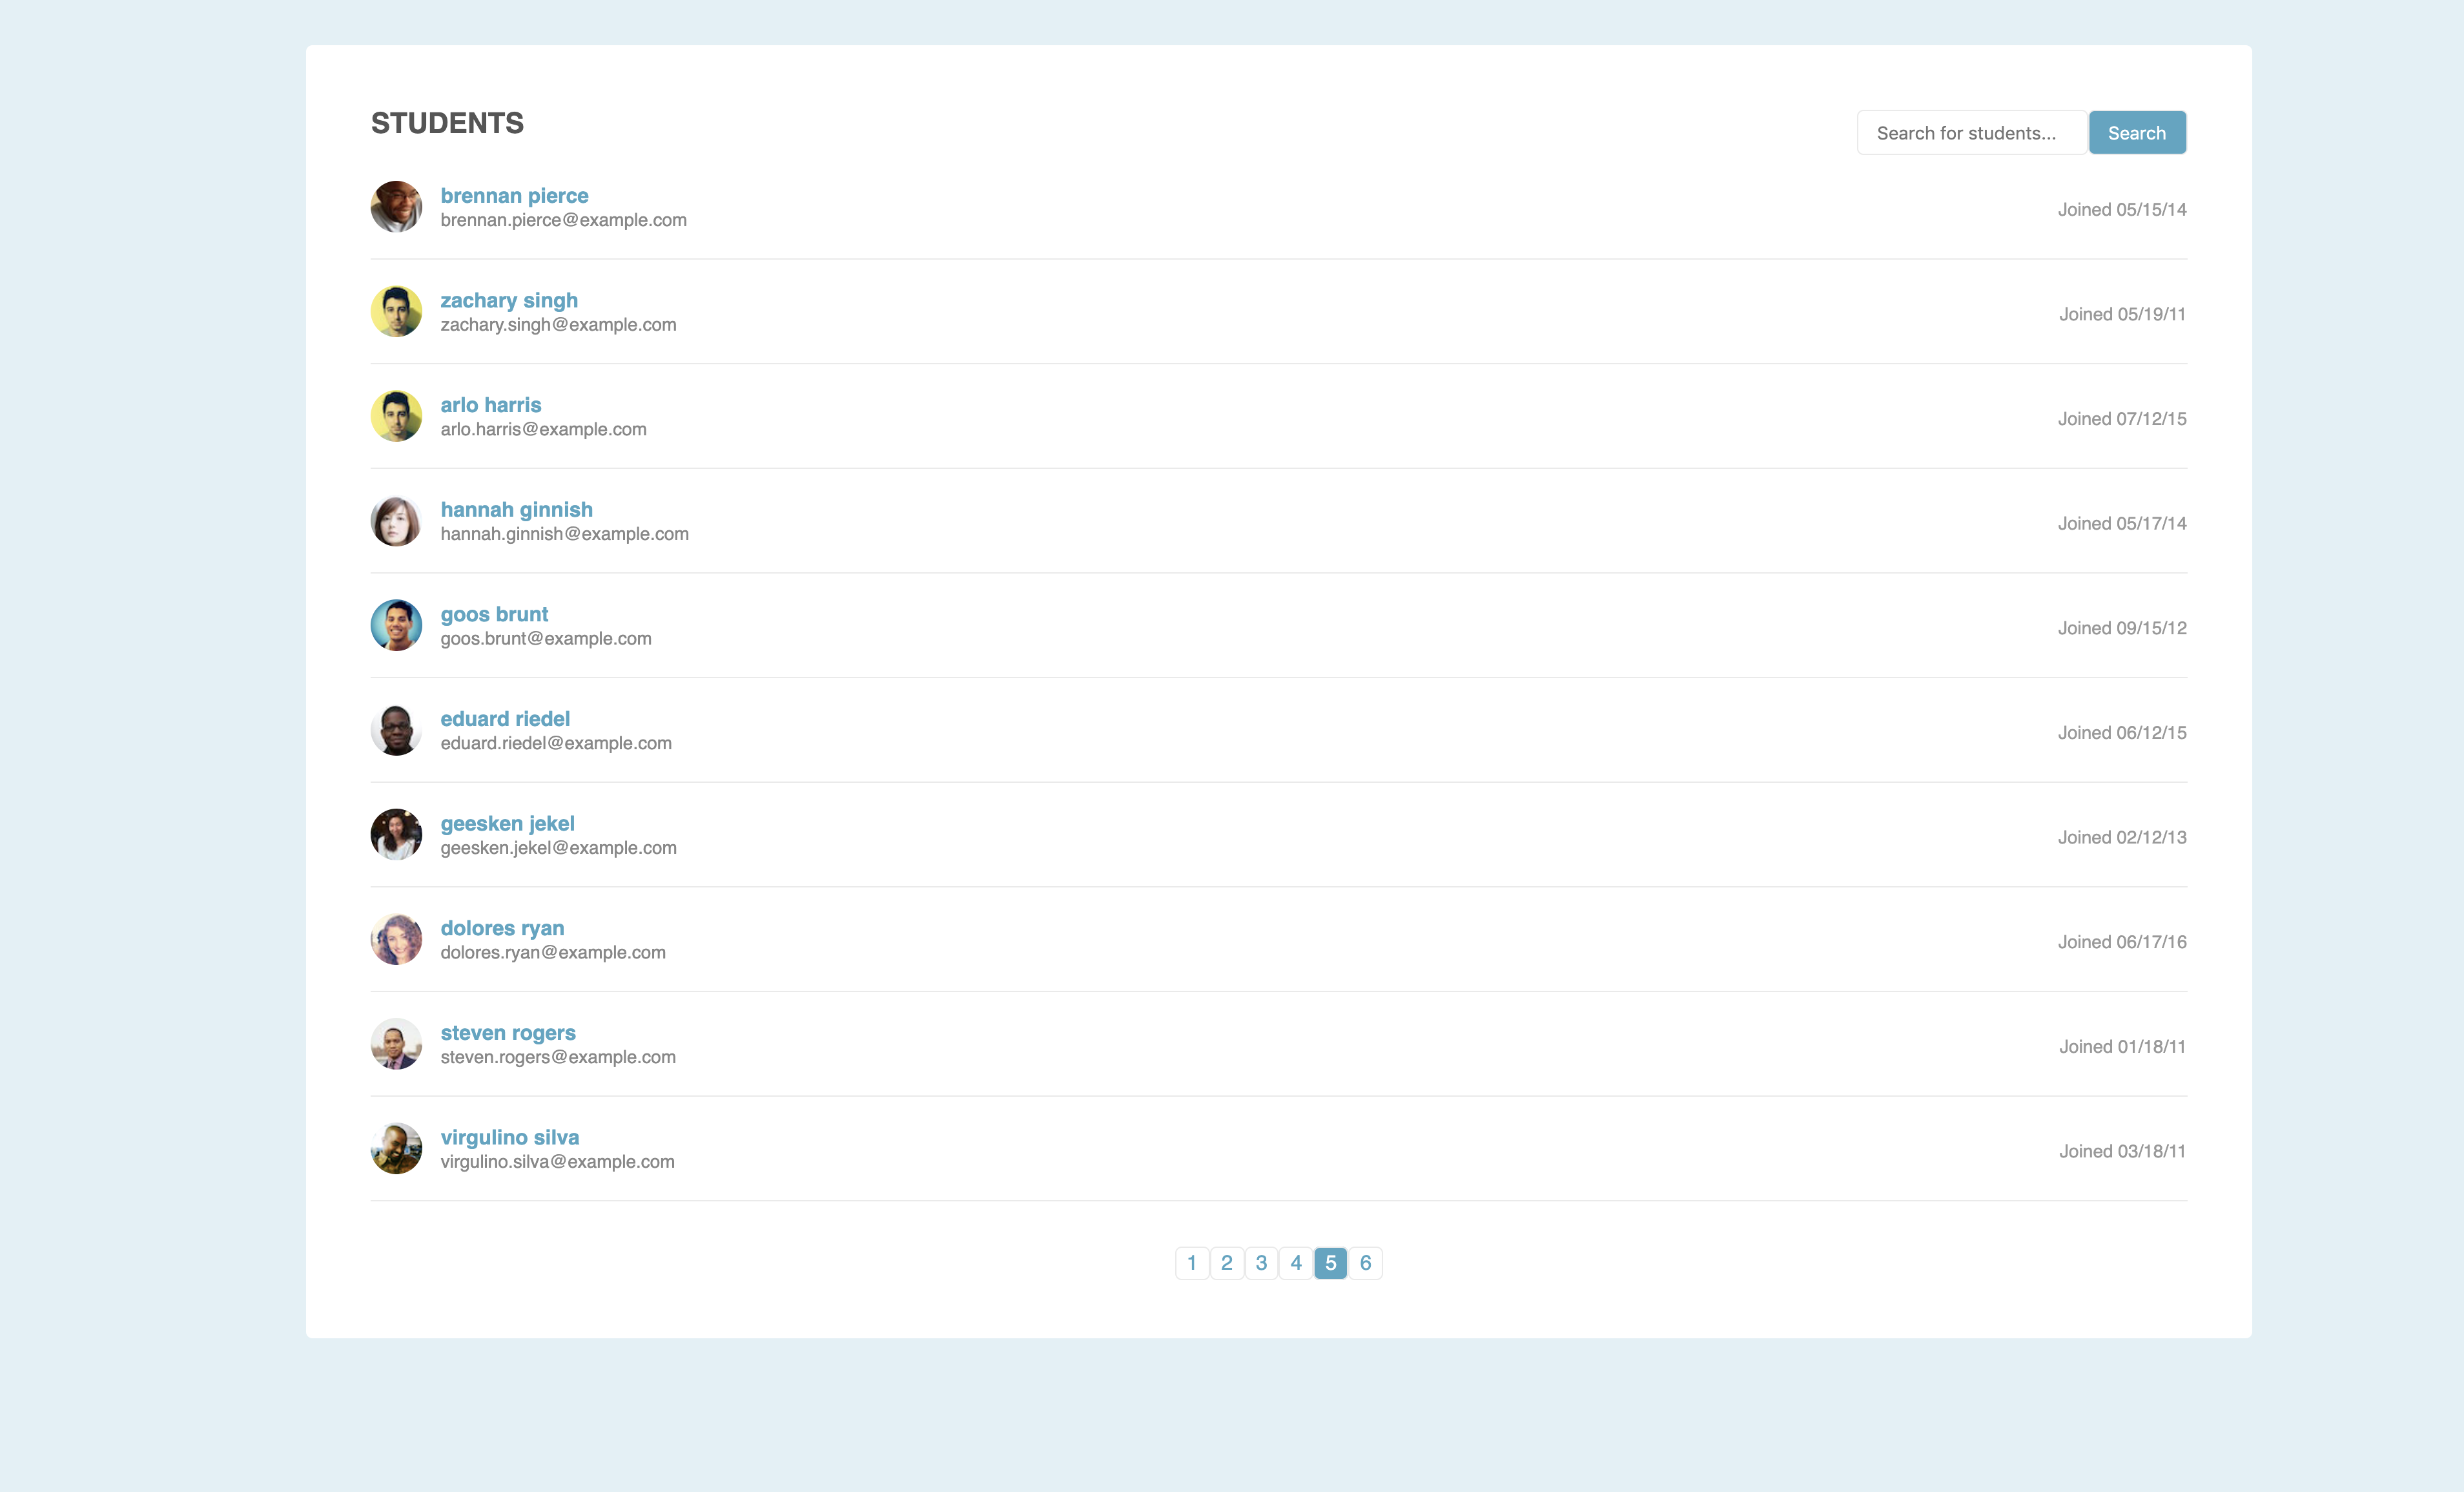 STUDENTS
Search for students...
Search
brennan pierce
brennan.pierce@example.com
Joined 05/15/14
zachary singh
zachary.singh@example.com
Joined 05/19/11
arlo harris
arlo.harris@example.com
Joined 07/12/15
hannah ginnish
hannah.ginnish@example.com
Joined 05/17/14
goos brunt
goos.brunt@example.com
Joined 09/15/12
eduard riedel
eduard.riedel@example.com
Joined 06/12/15
geesken jekel
geesken.jekel@example.com
Joined 02/12/13
dolores ryan
dolores.ryan@example.com
Joined 06/17/16
steven rogers
steven.rogers@example.com
Joined 01/18/11
virgulino silva
virgulino.silva@example.com
Joined 03/18/11
1 2 3 4 5 6